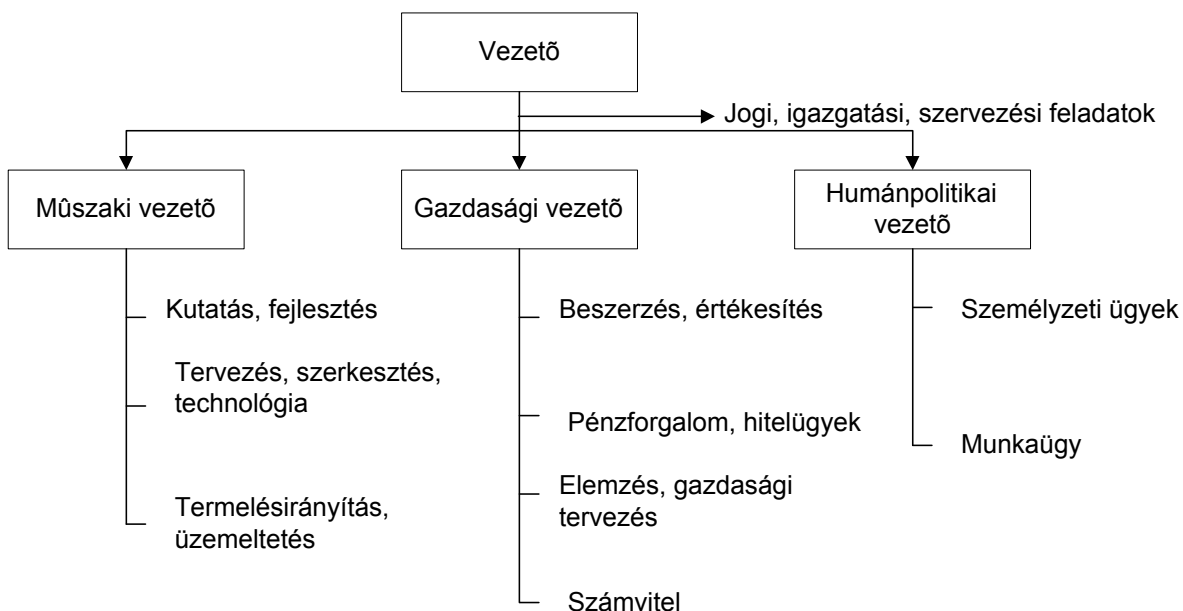 Vezetõ
Jogi, igazgatási, szervezési feladatok
Mûszaki vezetõ
Gazdasági vezetõ
Humánpolitikai
vezetõ
Kutatás, fejlesztés
Tervezés, szerkesztés,
technológia
Termelésirányítás,
üzemeltetés
Beszerzés, értékesítés
Pénzforgalom, hitelügyek
Elemzés, gazdasági
tervezés
Számvitel
Személyzeti ügyek
Munkaügy